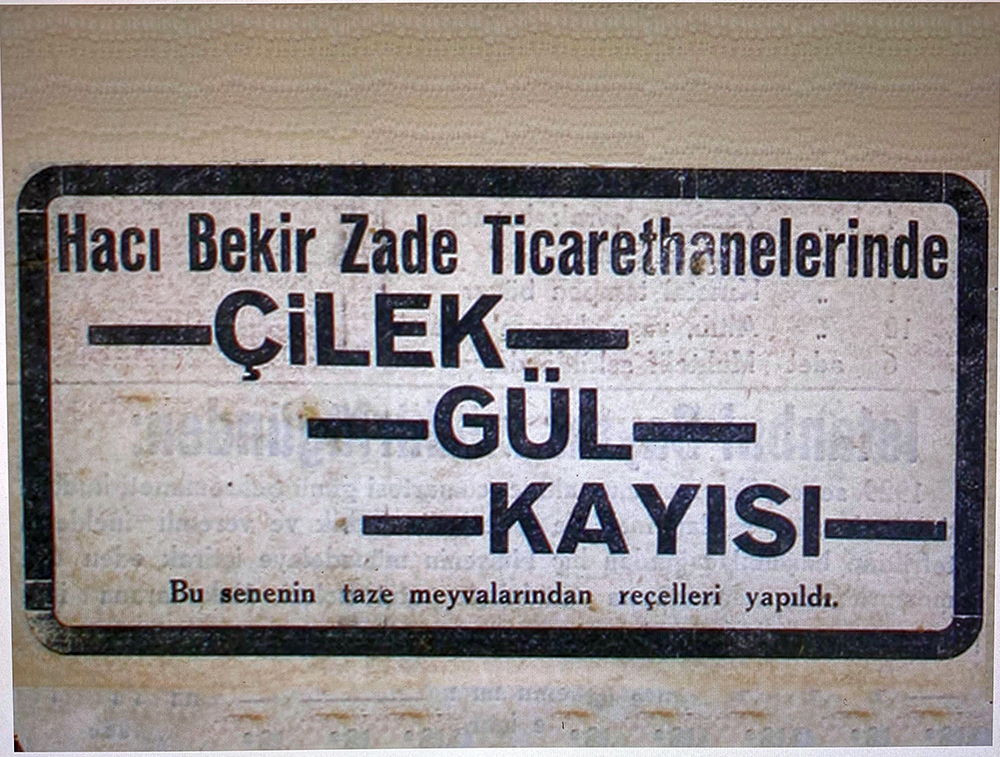 Hacı Bekir Zade Ticarethanelerinde
—ÇİLEK—
—GÜL—
—KAYISI—
Bu senenin taze meyvalarından reçelleri yapıldı.